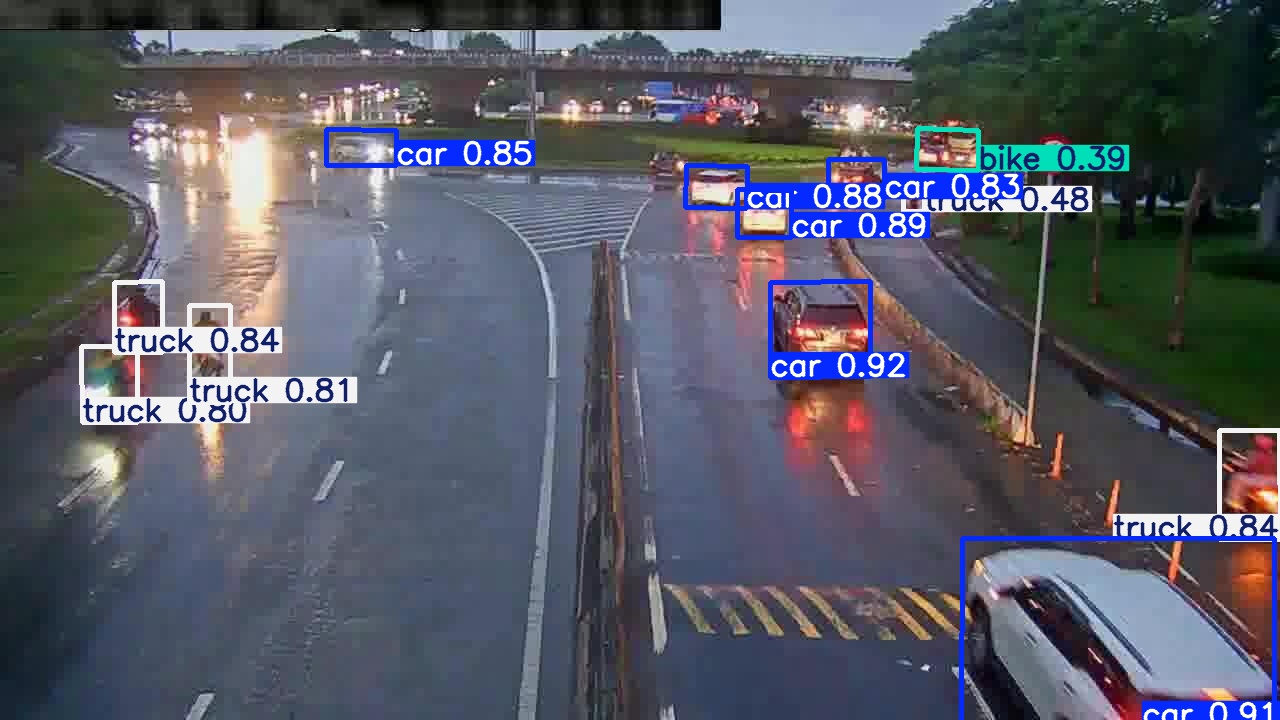 car 0.85
bike 0.39
car 0.88
car 0.83
truck 0.48
car 0.89
truck 0.84
car 0.92
truck 0.81
truck 0.80
truck 0.84
car 0.91